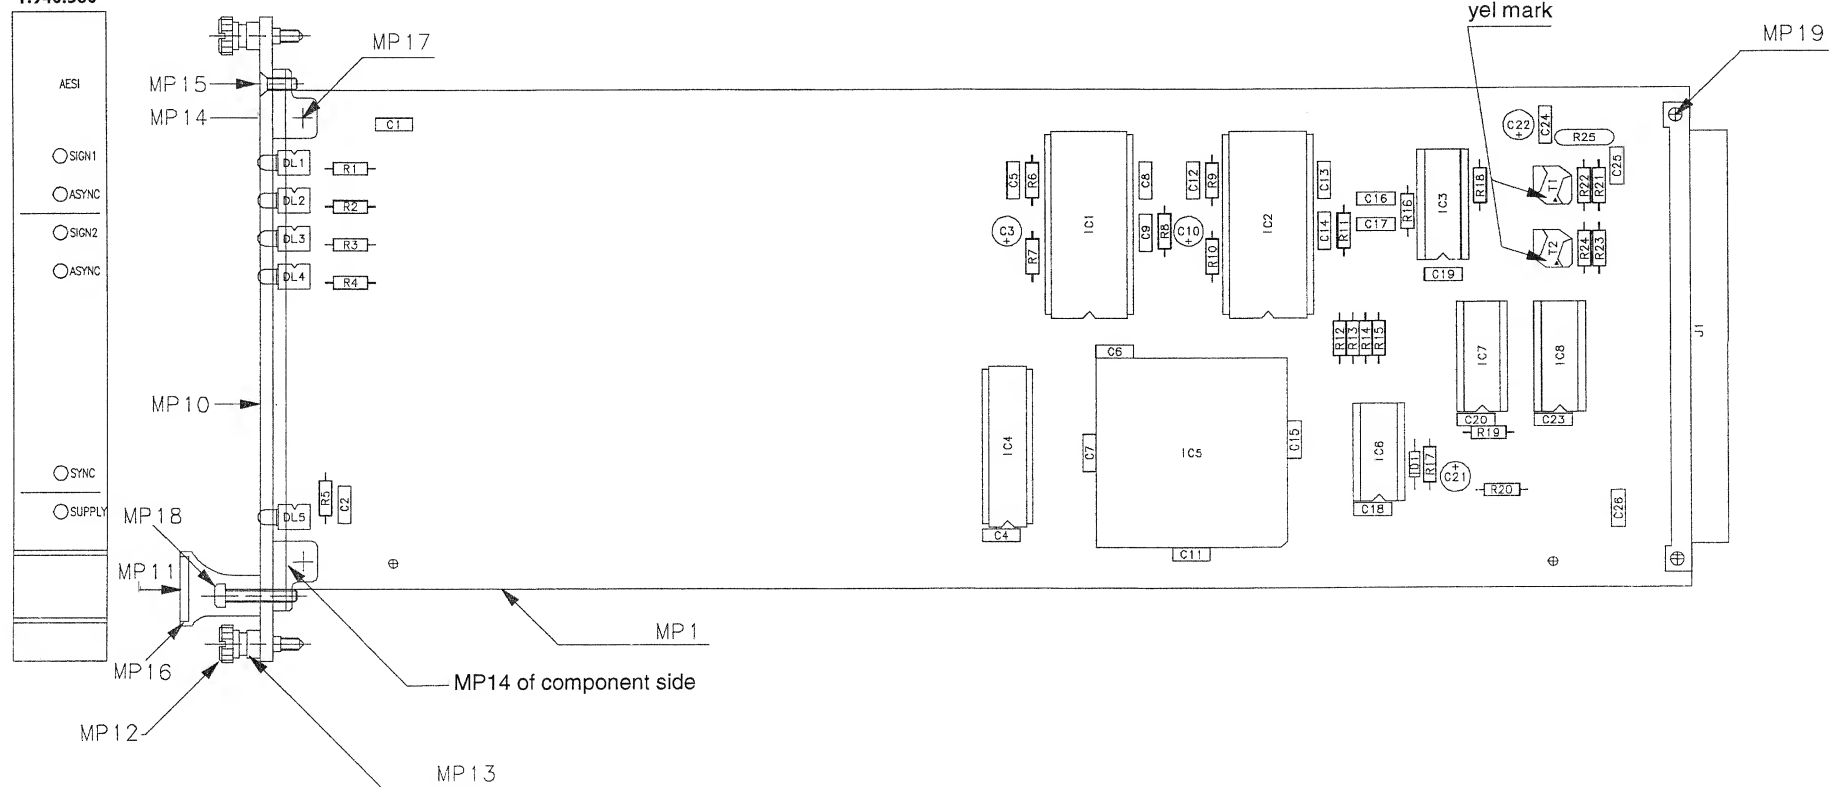 yel mark
MP17
MP19
AESI
MP15
MP14
SIGN1
ASYNC
SIGN2
ASYNC
SYNC
SUPPLY
DL1
DL2
DL3
DL4
DL5
C1
R1
R2
R3
R4
R5
C2
C5
R6
C3
R7
IC1
C8
C9
R8
C12
R9
C10
R10
IC2
C13
C14
R11
C16
C17
R16
IC3
C19
R18
C22
C24
R25
C25
T1
R22
R21
T2
R24
R23
R12
R13
R14
R15
IC7
C20
R19
IC8
C23
J1
C6
C7
IC5
C15
C11
IC4
C4
IC6
C18
D1
R17
C21
R20
C26
MP10
MP18
MP11
MP16
MP12
MP13
MP1
MP14 of component side